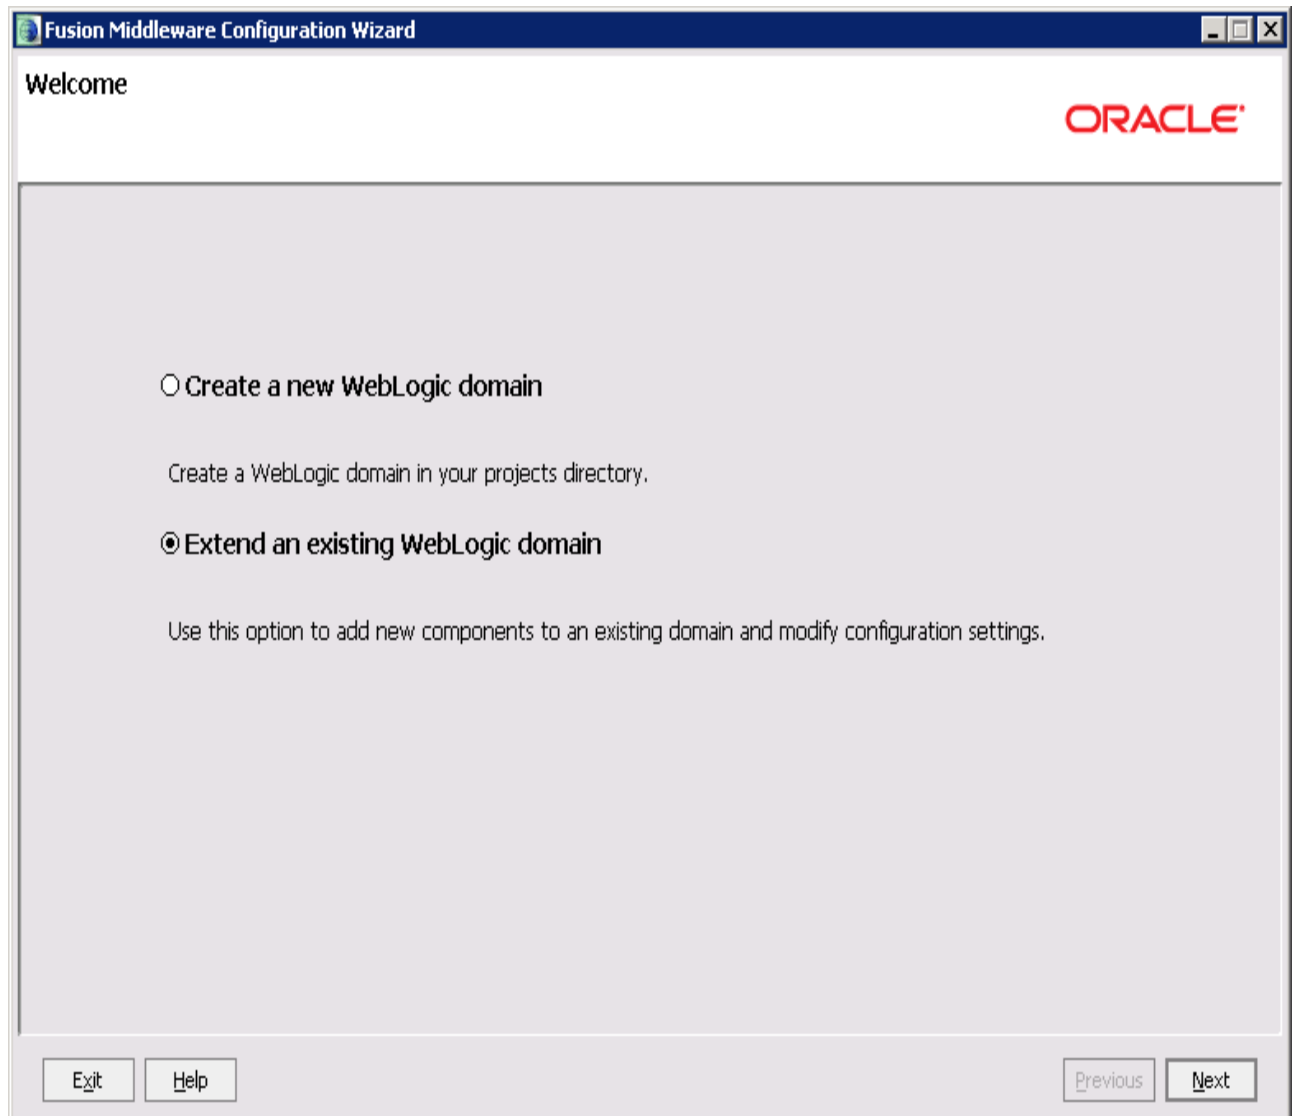 Fusion Middleware Configuration Wizard
Welcome
ORACLE
Create a new WebLogic domain
Create a WebLogic domain in your projects directory.
Extend an existing WebLogic domain
Use this option to add new components to an existing domain and modify configuration settings.
Exit Help Previous Next